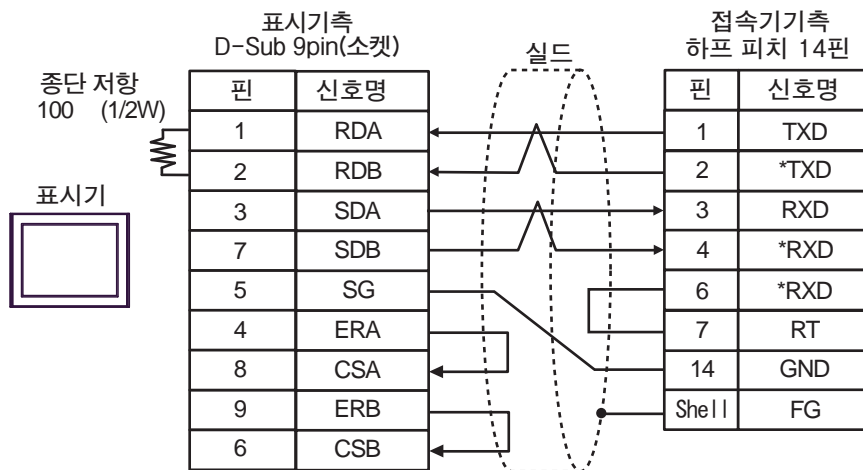 표시기측
D-Sub 9pin(소켓)
접속기기측
하프 피치 14핀
실드
종단 저항
100 (1/2W)
표시기
핀 신호명
1 RDA
2 RDB
3 SDA
7 SDB
5 SG
4 ERA
8 CSA
9 ERB
6 CSB
핀 신호명
1 TXD
2 *TXD
3 RXD
4 *RXD
6 *RXD
7 RT
14 GND
Shell FG